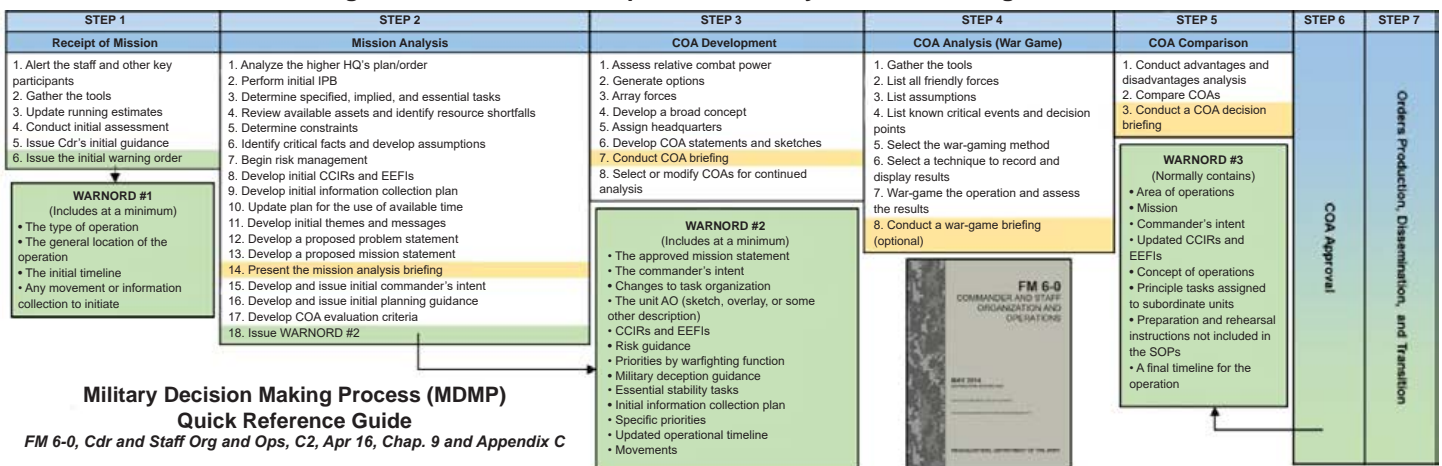 STEP 1
Receipt of Mission
1. Alert the staff and other key
participants
2. Gather the tools
3. Update running estimates
4. Conduct initial assessment
5. Issue Cdr's initial guidance
6. Issue the initial warning order
WARNORD #1
(Includes at a minimum)
• The type of operation
• The general location of the
operation
• The initial timeline
• Any movement or information
collection to initiate
STEP 2
Mission Analysis
1. Analyze the higher HQ's plan/order
2. Perform initial IPB
3. Determine specified, implied, and essential tasks
4. Review available assets and identify resource shortfalls
5. Determine constraints
6. Identify critical facts and develop assumptions
7. Begin risk management
8. Develop initial CCIRs and EEFIs
9. Develop initial information collection plan
10. Update plan for the use of available time
11. Develop initial themes and messages
12. Develop a proposed problem statement
13. Develop a proposed mission statement
14. Present the mission analysis briefing
15. Develop and issue initial commander's intent
16. Develop and issue initial planning guidance
17. Develop COA evaluation criteria
18. Issue WARNORD #2
STEP 3
COA Development
1. Assess relative combat power
2. Generate options
3. Array forces
4. Develop a broad concept
5. Assign headquarters
6. Develop COA statements and sketches
7. Conduct COA briefing
8. Select or modify COAs for continued
analysis
WARNORD #2
(Includes at a minimum)
• The approved mission statement
• The commander's intent
• Changes to task organization
• The unit AO (sketch, overlay, or some
other description)
• CCIRs and EEFIs
• Risk guidance
• Priorities by warfighting function
• Military deception guidance
• Essential stability tasks
• Initial information collection plan
• Specific priorities
• Updated operational timeline
• Movements
STEP 4
COA Analysis (War Game)
1. Gather the tools
2. List all friendly forces
3. List assumptions
4. List known critical events and decision
points
5. Select the war-gaming method
6. Select a technique to record and
display results
7. War-game the operation and assess
the results
8. Conduct a war-game briefing
(optional)
FM 6-0
COMMANDER AND STAFF
ORGANIZATION AND
OPERATIONS
MAY 2014
HEADQUARTERS, DEPARTMENT OF THE ARMY
STEP 5
COA Comparison
1. Conduct advantages and
disadvantages analysis
2. Compare COAs
3. Conduct a COA decision
briefing
WARNORD #3
(Normally contains)
• Area of operations
• Mission
• Commander's intent
• Updated CCIRs and
EEFIs
• Concept of operations
• Principle tasks assigned
to subordinate units
• Preparation and rehearsal
instructions not included in
the SOPs
• A final timeline for the
operation
STEP 6
COA Approval
STEP 7
Orders Production, Dissemination, and Transition
Military Decision Making Process (MDMP)
Quick Reference Guide
FM 6-0, Cdr and Staff Org and Ops, C2, Apr 16, Chap. 9 and Appendix C